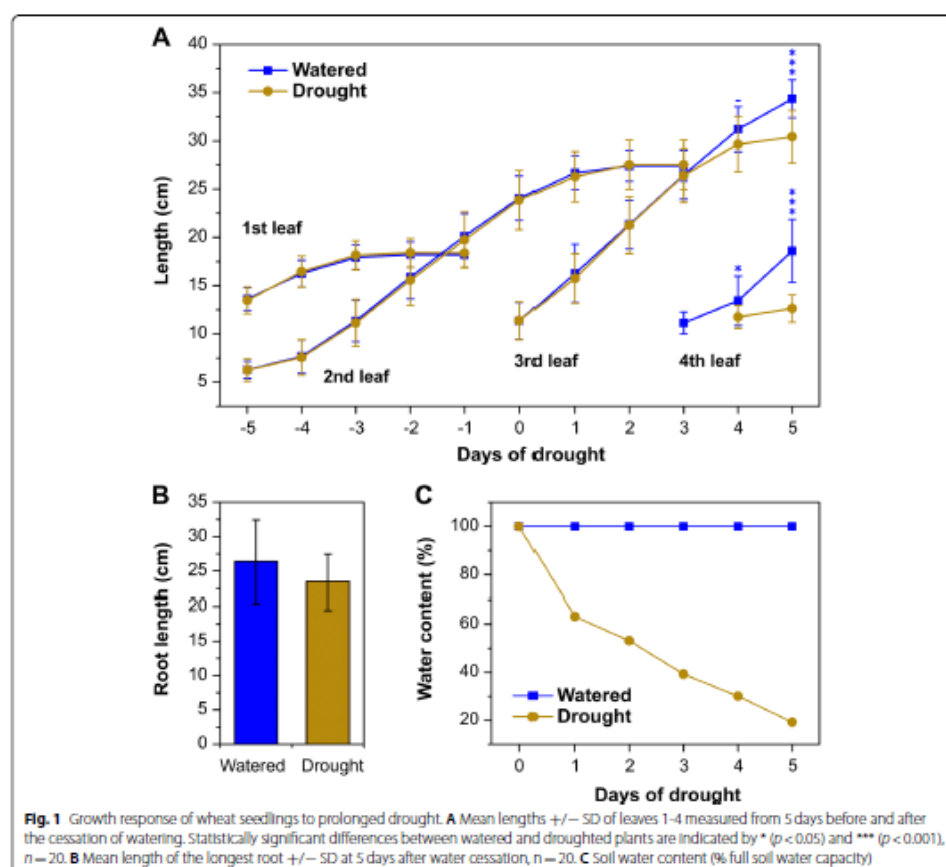 A
40
35
30
25
20
15
10
5
Length (cm)
Watered
Drought
***
*
***
1st leaf
2nd leaf
3rd leaf
4th leaf
-5 -4 -3 -2 -1 0 1 2 3 4 5
Days of drought
B
35
30
25
20
15
10
5
0
Root length (cm)
Watered Drought
C
100
80
60
40
20
Water content (%)
Watered
Drought
0 1 2 3 4 5
Days of drought
Fig. 1 Growth response of wheat seedlings to prolonged drought. A Mean lengths +/− SD of leaves 1-4 measured from 5 days before and after
the cessation of watering. Statistically significant differences between watered and droughted plants are indicated by * (p < 0.05) and *** (p < 0.001),
n = 20. B Mean length of the longest root +/− SD at 5 days after water cessation, n = 20. C Soil water content (% full soil water capacity)